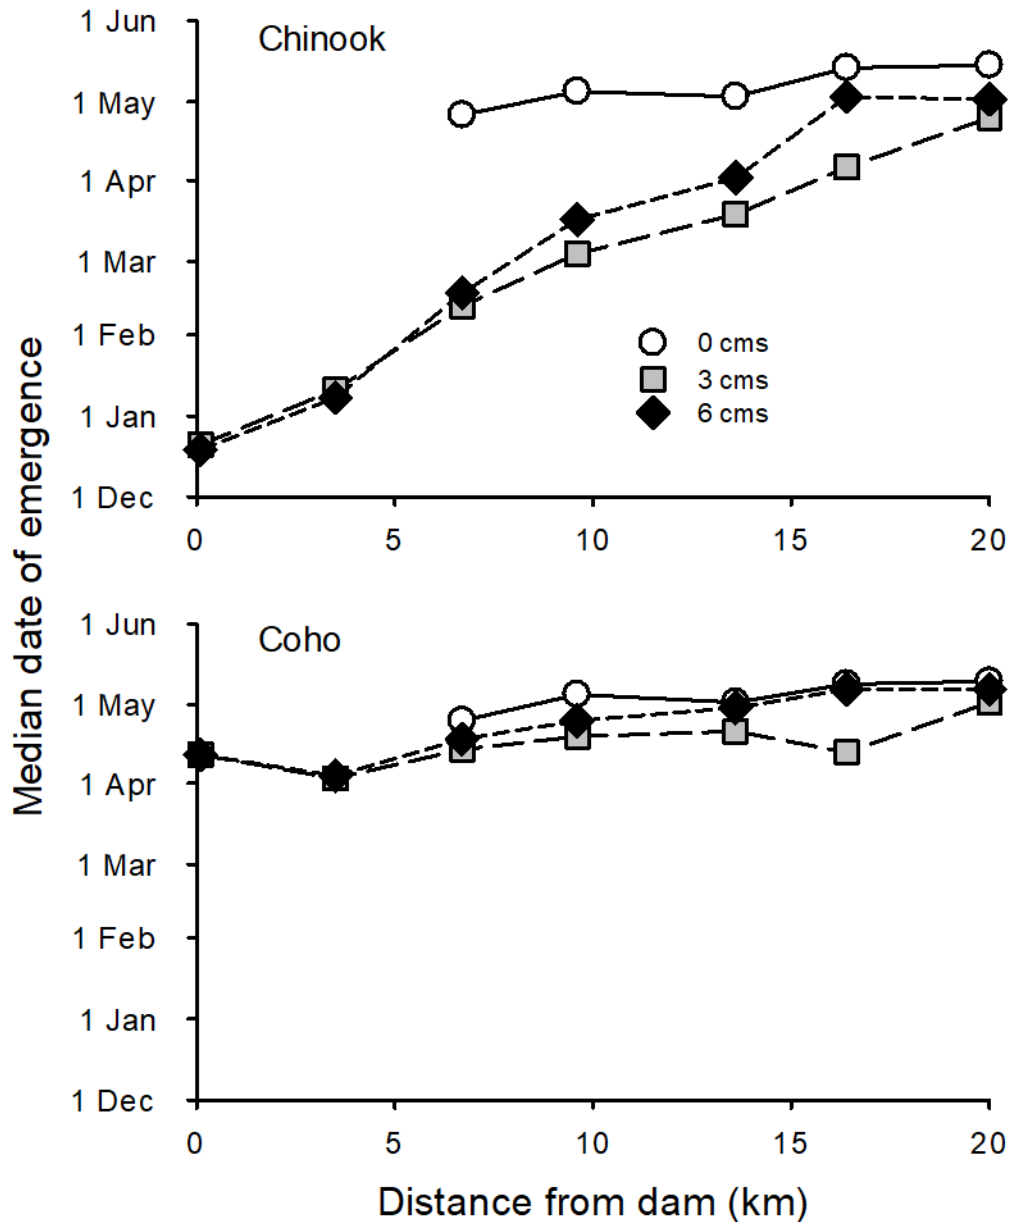 Chinook
1 Jun
1 May
1 Apr
1 Mar
1 Feb
1 Jan
1 Dec
0 cms
3 cms
6 cms
0 5 10 15 20
Median date of emergence
Coho
1 Jun
1 May
1 Apr
1 Mar
1 Feb
1 Jan
1 Dec
0 5 10 15 20
Distance from dam (km)